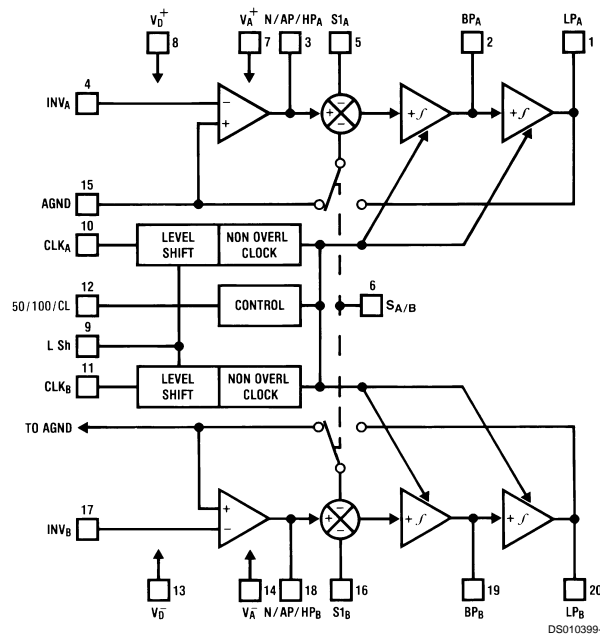 V_D^+ V_A^+ N/AP/HP_A S1_A BP_A LP_A
8 7 3 5 2 1
4
INV_A
−
+
+ − −
+∫
+∫
15
AGND
10
CLK_A
LEVEL SHIFT
NON OVERL CLOCK
12
50/100/CL
CONTROL
6
S_A/B
9
L Sh
11
CLK_B
LEVEL SHIFT
NON OVERL CLOCK
TO AGND
17
INV_B
+
−
+ − −
+∫
+∫
13 14 18 16 19 20
V_D^− V_A^− N/AP/HP_B S1_B BP_B LP_B
DS010399-